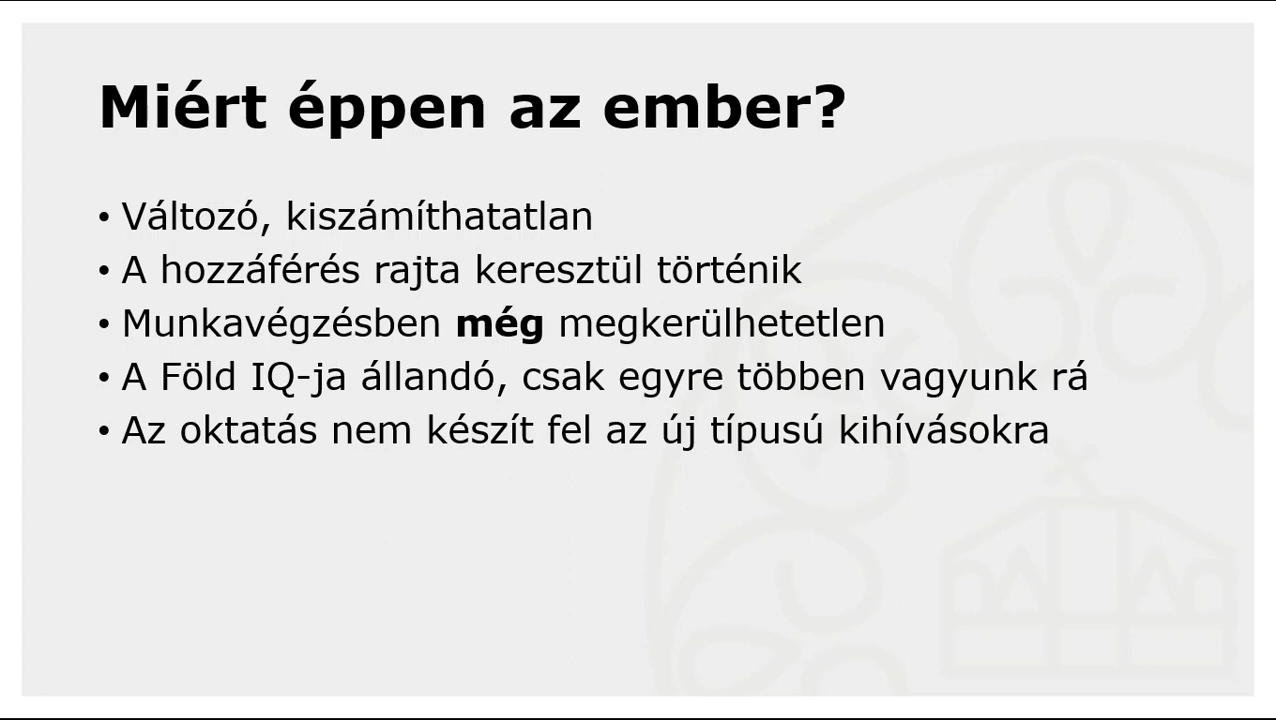 Miért éppen az ember?
• Változó, kiszámíthatatlan
• A hozzáférés rajta keresztül történik
• Munkavégzésben még megkerülhetetlen
• A Föld IQ-ja állandó, csak egyre többen vagyunk rá
• Az oktatás nem készít fel az új típusú kihívásokra